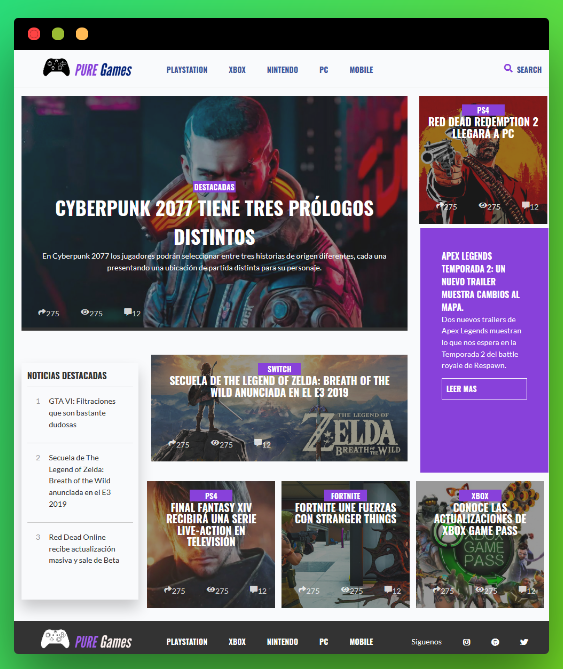 PURE Games
PLAYSTATION XBOX NINTENDO PC MOBILE
SEARCH
DESTACADAS
CYBERPUNK 2077 TIENE TRES PRÓLOGOS
DISTINTOS
En Cyberpunk 2077 los jugadores podrán seleccionar entre tres historias de origen diferentes, cada una
presentando una ubicación de partida distinta para su personaje.
275 275 12
PS4
RED DEAD REDEMPTION 2
LLEGARÁ A PC
275 275 12
APEX LEGENDS
TEMPORADA 2: UN
NUEVO TRAILER
MUESTRA CAMBIOS AL
MAPA.
Dos nuevos trailers de
Apex Legends muestran
lo que nos espera en la
Temporada 2 del battle
royale de Respawn.
LEER MAS
NOTICIAS DESTACADAS
1 GTA VI: Filtraciones
que son bastante
dudosas
2 Secuela de The
Legend of Zelda:
Breath of the Wild
anunciada en el E3
2019
3 Red Dead Online
recibe actualización
masiva y sale de Beta
SWITCH
SECUELA DE THE LEGEND OF ZELDA: BREATH OF THE
WILD ANUNCIADA EN EL E3 2019
THE LEGEND OF
ZELDA
BREATH OF THE WILD
275 275 12
PS4
FINAL FANTASY XIV
RECIBIRÁ UNA SERIE
LIVE-ACTION EN
TELEVISIÓN
275 275 12
FORTNITE
FORTNITE UNE FUERZAS
CON STRANGER THINGS
275 275 12
XBOX
CONOCE LAS
ACTUALIZACIONES DE
XBOX GAME PASS
XBOX
GAME
PASS
275 275 12
PURE Games
PLAYSTATION XBOX NINTENDO PC MOBILE
Siguenos